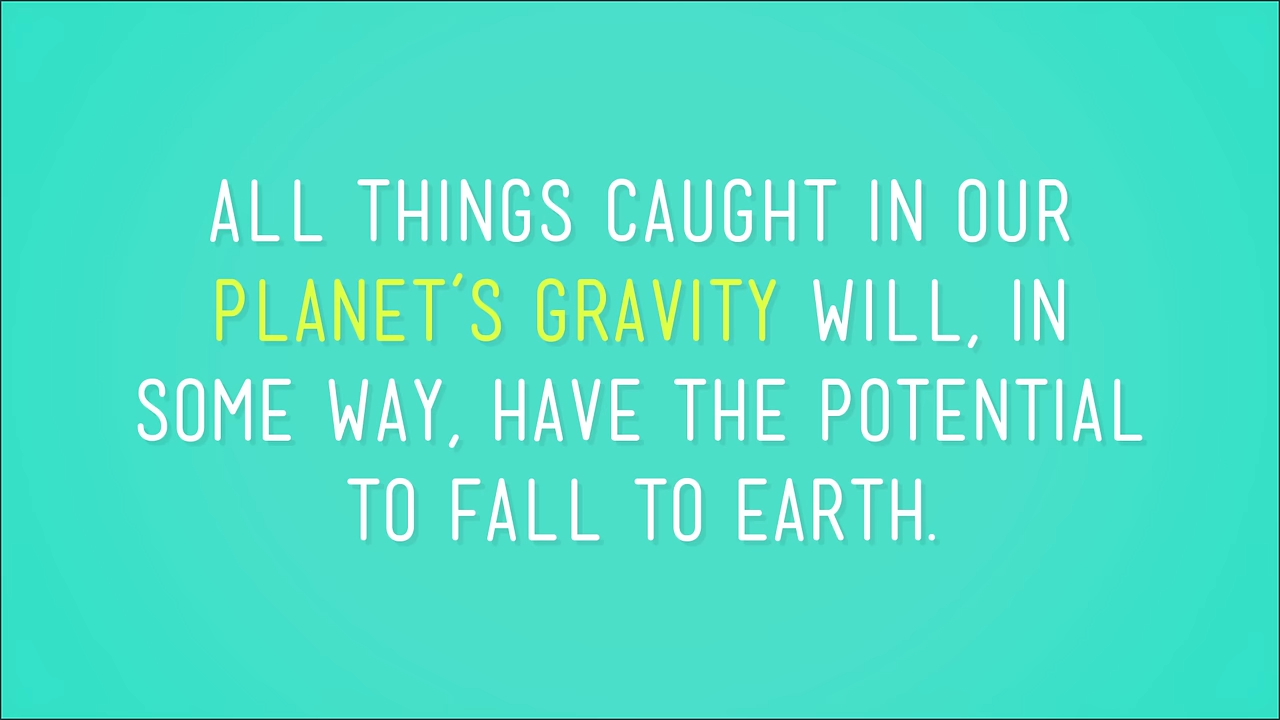 ALL THINGS CAUGHT IN OUR
PLANET'S GRAVITY WILL, IN
SOME WAY, HAVE THE POTENTIAL
TO FALL TO EARTH.